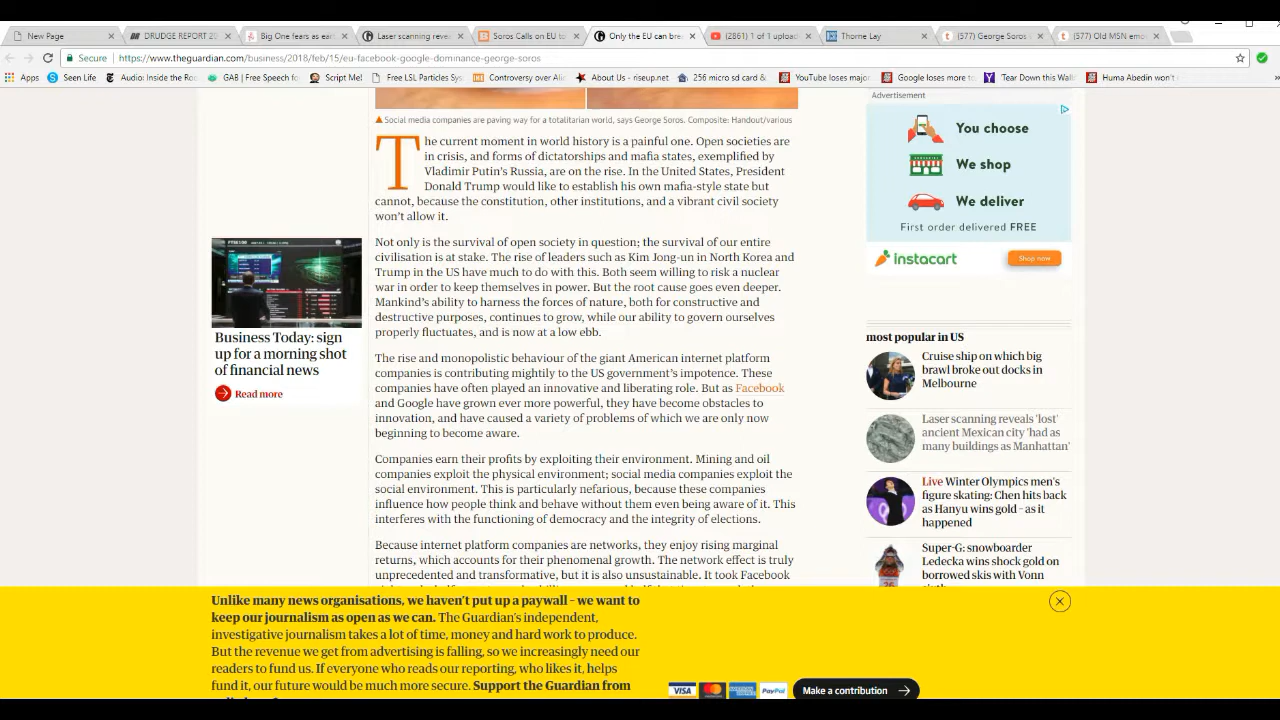 New Page
DRUDGE REPORT 20
Big One fears as ear
Laser scanning revea
Soros Calls on EU to
Only the EU can bre
(2861) 1 of 1 upload
Thorne Lay
(577) George Soros
(577) Old MSN emo
Secure
https://www.theguardian.com/business/2018/feb/15/eu-facebook-google-dominance-george-soros
Apps
Seen Life
Audio: Inside the Ro
GAB | Free Speech fo
Script Me!
Free LSL Particle Sys
Controversy over Ali
About Us - riseup.net
256 micro sd card &
YouTube loses major
Google loses more to
Tear Down this Wall
Huma Abedin won't
Social media companies are paving way for a totalitarian world, says George Soros. Composite: Handout/various
The current moment in world history is a painful one. Open societies are
in crisis, and forms of dictatorships and mafia states, exemplified by
Vladimir Putin's Russia, are on the rise. In the United States, President
Donald Trump would like to establish his own mafia-style state but
cannot, because the constitution, other institutions, and a vibrant civil society
won't allow it.
Not only is the survival of open society in question; the survival of our entire
civilisation is at stake. The rise of leaders such as Kim Jong-un in North Korea and
Trump in the US have much to do with this. Both seem willing to risk a nuclear
war in order to keep themselves in power. But the root cause goes even deeper.
Mankind's ability to harness the forces of nature, both for constructive and
destructive purposes, continues to grow, while our ability to govern ourselves
properly fluctuates, and is now at a low ebb.
The rise and monopolistic behaviour of the giant American internet platform
companies is contributing mightily to the US government's impotence. These
companies have often played an innovative and liberating role. But as Facebook
and Google have grown ever more powerful, they have become obstacles to
innovation, and have caused a variety of problems of which we are only now
beginning to become aware.
Companies earn their profits by exploiting their environment. Mining and oil
companies exploit the physical environment; social media companies exploit the
social environment. This is particularly nefarious, because these companies
influence how people think and behave without them even being aware of it. This
interferes with the functioning of democracy and the integrity of elections.
Because internet platform companies are networks, they enjoy rising marginal
returns, which accounts for their phenomenal growth. The network effect is truly
unprecedented and transformative, but it is also unsustainable. It took Facebook
Business Today: sign
up for a morning shot
of financial news
Read more
Advertisement
You choose
We shop
We deliver
First order delivered FREE
instacart
Shop now
most popular in US
Cruise ship on which big
brawl broke out docks in
Melbourne
Laser scanning reveals 'lost'
ancient Mexican city 'had as
many buildings as Manhattan'
Live Winter Olympics men's
figure skating: Chen hits back
as Hanyu wins gold – as it
happened
Super-G: snowboarder
Ledecka wins shock gold on
borrowed skis with Vonn
Unlike many news organisations, we haven't put up a paywall – we want to
keep our journalism as open as we can. The Guardian's independent,
investigative journalism takes a lot of time, money and hard work to produce.
But the revenue we get from advertising is falling, so we increasingly need our
readers to fund us. If everyone who reads our reporting, who likes it, helps
fund it, our future would be much more secure. Support the Guardian from
VISA
PayPal
Make a contribution